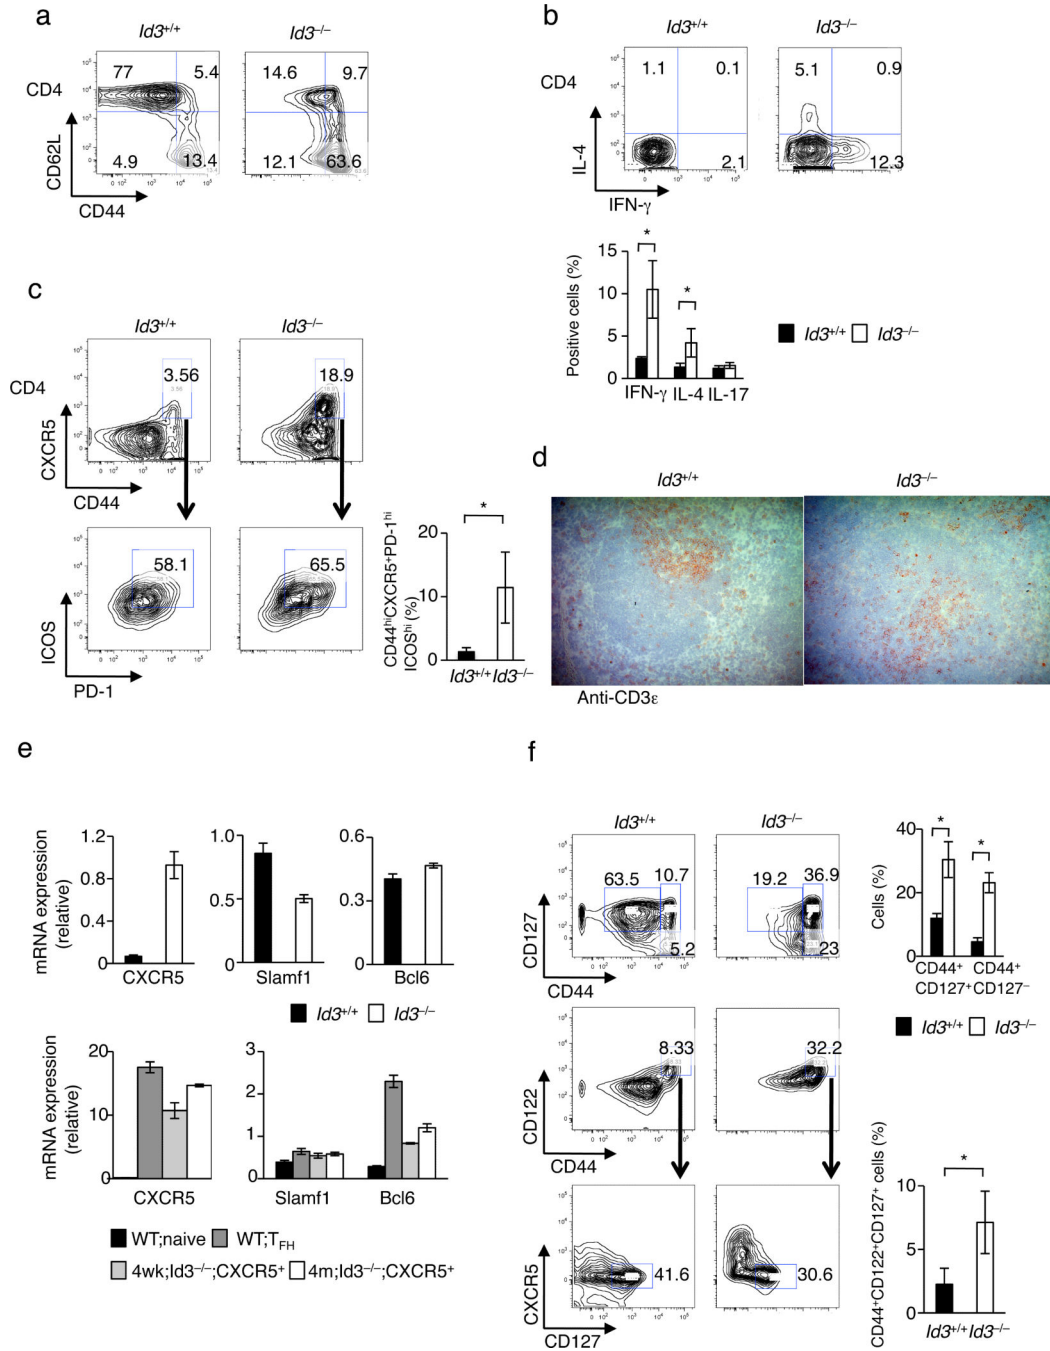 a
Id3+/+
Id3–/–
77
5.4
14.6
9.7
CD4
4.9
13.4
12.1
63.6
CD62L
CD44
b
Id3+/+
Id3–/–
1.1
0.1
5.1
0.9
2.1
12.3
IL-4
IFN-γ
15
10
5
0
Positive cells (%)
*
*
IFN-γ IL-4 IL-17
Id3+/+
Id3–/–
c
Id3+/+
Id3–/–
3.56
18.9
CD4
CXCR5
CD44
58.1
65.5
ICOS
PD-1
20
10
0
*
CD44hiCXCR5+PD-1hi
ICOShi (%)
Id3+/+ Id3–/–
d
Id3+/+
Id3–/–
Anti-CD3ε
e
mRNA expression
(relative)
1.2
0.8
0.4
0
CXCR5
1.0
0.5
0
Slamf1
0.6
0.3
0
Bcl6
Id3+/+
Id3–/–
mRNA expression
(relative)
20
10
0
CXCR5
3
2
1
0
Slamf1
Bcl6
WT;naive
WT;TFH
4wk;Id3–/–;CXCR5+
4m;Id3–/–;CXCR5+
f
Id3+/+
Id3–/–
63.5
10.7
5.2
19.2
36.9
23
CD127
CD44
40
20
0
Cells (%)
*
*
CD44+ CD44+
CD127+ CD127–
Id3+/+
Id3–/–
8.33
32.2
CD122
CD44
41.6
30.6
CXCR5
CD127
10
5
0
CD44+CD122+CD127+ cells (%)
*
Id3+/+ Id3–/–